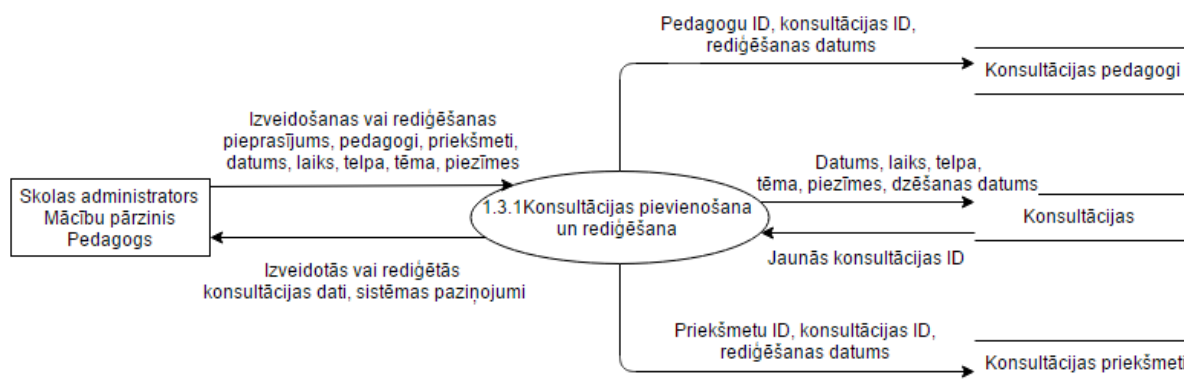 Pedagogu ID, konsultācijas ID,
rediģēšanas datums
Konsultācijas pedagogi
Izveidošanas vai rediģēšanas
pieprasījums, pedagogi, priekšmeti,
datums, laiks, telpa, tēma, piezīmes
Datums, laiks, telpa,
tēma, piezīmes, dzēšanas datums
Skolas administrators
Mācību pārzinis
Pedagogs
1.3.1Konsultācijas pievienošana
un rediģēšana
Konsultācijas
Jaunās konsultācijas ID
Izveidotās vai rediģētās
konsultācijas dati, sistēmas paziņojumi
Priekšmetu ID, konsultācijas ID,
rediģēšanas datums
Konsultācijas priekšmeti